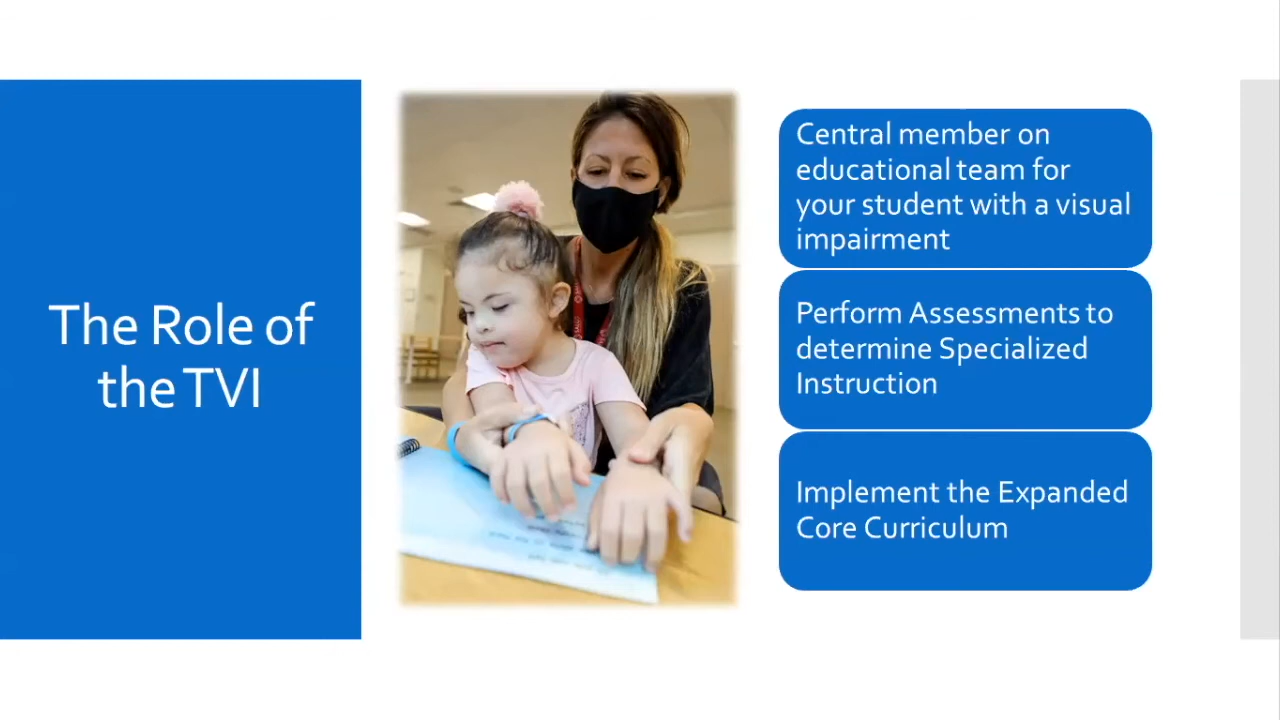 The Role of
the TVI
Central member on
educational team for
your student with a visual
impairment
Perform Assessments to
determine Specialized
Instruction
Implement the Expanded
Core Curriculum